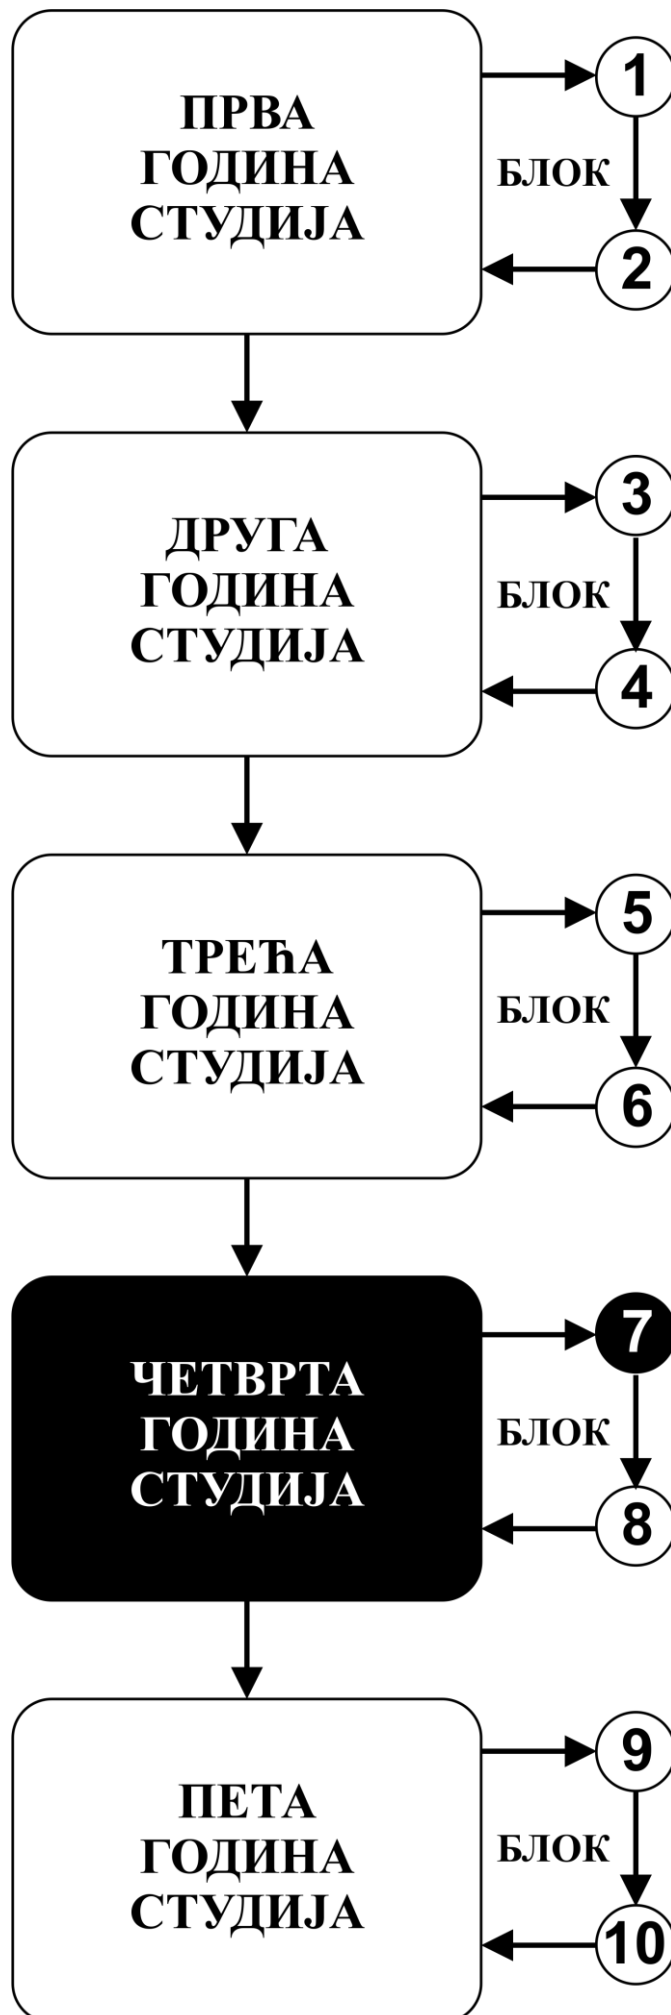 ПРВА
ГОДИНА
СТУДИЈА
1
БЛОК
2
ДРУГА
ГОДИНА
СТУДИЈА
3
БЛОК
4
ТРЕЋА
ГОДИНА
СТУДИЈА
5
БЛОК
6
ЧЕТВРТА
ГОДИНА
СТУДИЈА
7
БЛОК
8
ПЕТА
ГОДИНА
СТУДИЈА
9
БЛОК
10